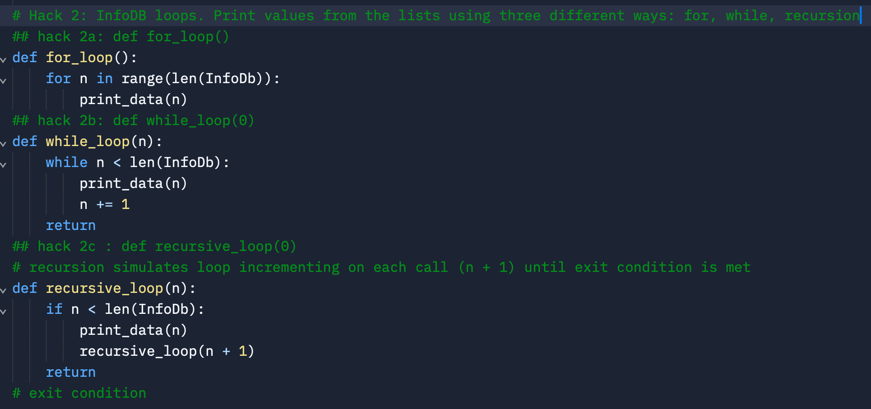 # Hack 2: InfoDB loops. Print values from the lists using three different ways: for, while, recursion
## hack 2a: def for_loop()
def for_loop():
    for n in range(len(InfoDb)):
        print_data(n)
## hack 2b: def while_loop(0)
def while_loop(n):
    while n < len(InfoDb):
        print_data(n)
        n += 1
    return
## hack 2c : def recursive_loop(0)
# recursion simulates loop incrementing on each call (n + 1) until exit condition is met
def recursive_loop(n):
    if n < len(InfoDb):
        print_data(n)
        recursive_loop(n + 1)
    return
# exit condition